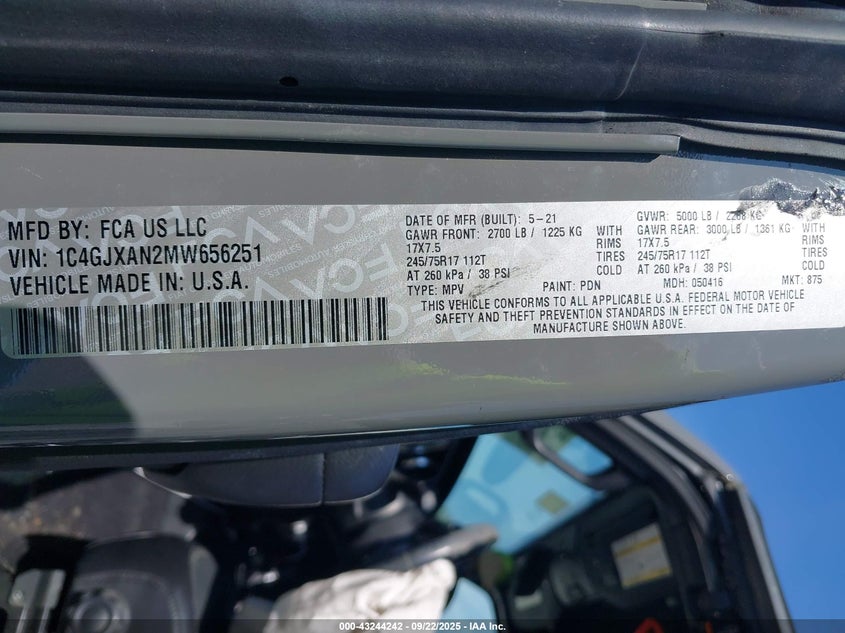 MFD BY: FCA US LLC
VIN: 1C4GJXAN2MW656251
VEHICLE MADE IN: U.S.A.
DATE OF MFR (BUILT): 5-21
GAWR FRONT: 2700 LB / 1225 KG WITH
17X7.5 RIMS
245/75R17 112T TIRES
AT 260 kPa / 38 PSI COLD
GVWR: 5000 LB / 2268 KG
GAWR REAR: 3000 LB / 1361 KG WITH
17X7.5 RIMS
245/75R17 112T TIRES
AT 260 kPa / 38 PSI COLD
TYPE: MPV PAINT: PDN MDH: 050416 MKT: 875
THIS VEHICLE CONFORMS TO ALL APPLICABLE U.S.A. FEDERAL MOTOR VEHICLE
SAFETY AND THEFT PREVENTION STANDARDS IN EFFECT ON THE DATE OF
MANUFACTURE SHOWN ABOVE.
000-43244242 - 09/22/2025 - IAA Inc.